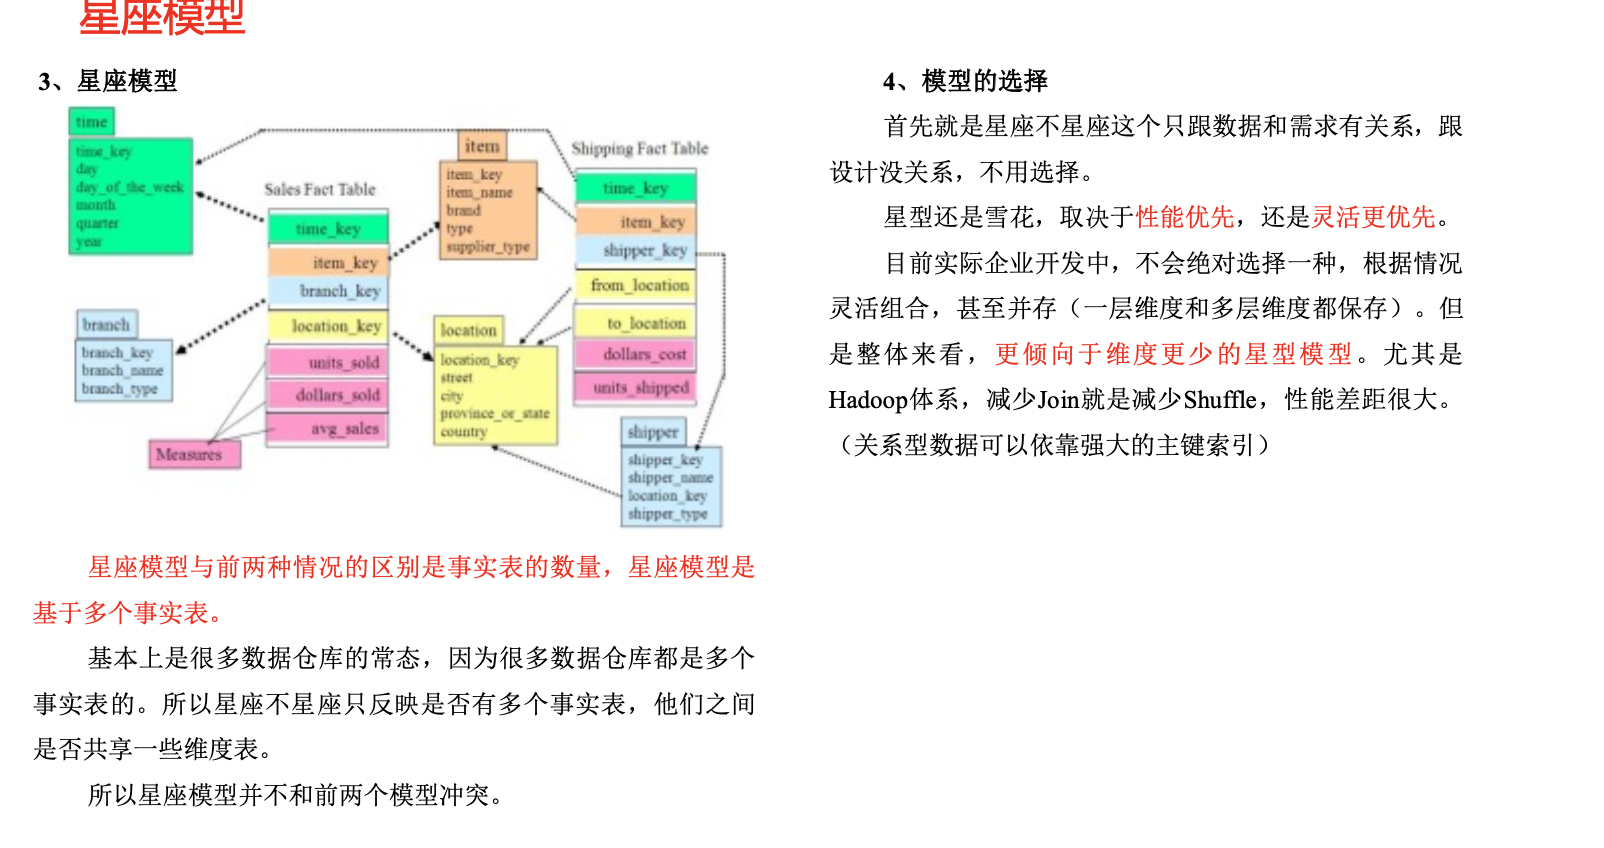 星座模型
3、星座模型
time
time_key
day
day_of_the_week
month
quarter
year
Sales Fact Table
time_key
item_key
branch_key
location_key
units_sold
dollars_sold
avg_sales
Measures
branch
branch_key
branch_name
branch_type
item
item_key
item_name
brand
type
supplier_type
location
location_key
street
city
province_or_state
country
Shipping Fact Table
time_key
item_key
shipper_key
from_location
to_location
dollars_cost
units_shipped
shipper
shipper_key
shipper_name
location_key
shipper_type
星座模型与前两种情况的区别是事实表的数量，星座模型是
基于多个事实表。
基本上是很多数据仓库的常态，因为很多数据仓库都是多个
事实表的。所以星座不星座只反映是否有多个事实表，他们之间
是否共享一些维度表。
所以星座模型并不和前两个模型冲突。
4、模型的选择
首先就是星座不星座这个只跟数据和需求有关系，跟
设计没关系，不用选择。
星型还是雪花，取决于性能优先，还是灵活更优先。
目前实际企业开发中，不会绝对选择一种，根据情况
灵活组合，甚至并存（一层维度和多层维度都保存）。但
是整体来看，更倾向于维度更少的星型模型。尤其是
Hadoop体系，减少Join就是减少Shuffle，性能差距很大。
（关系型数据可以依靠强大的主键索引）